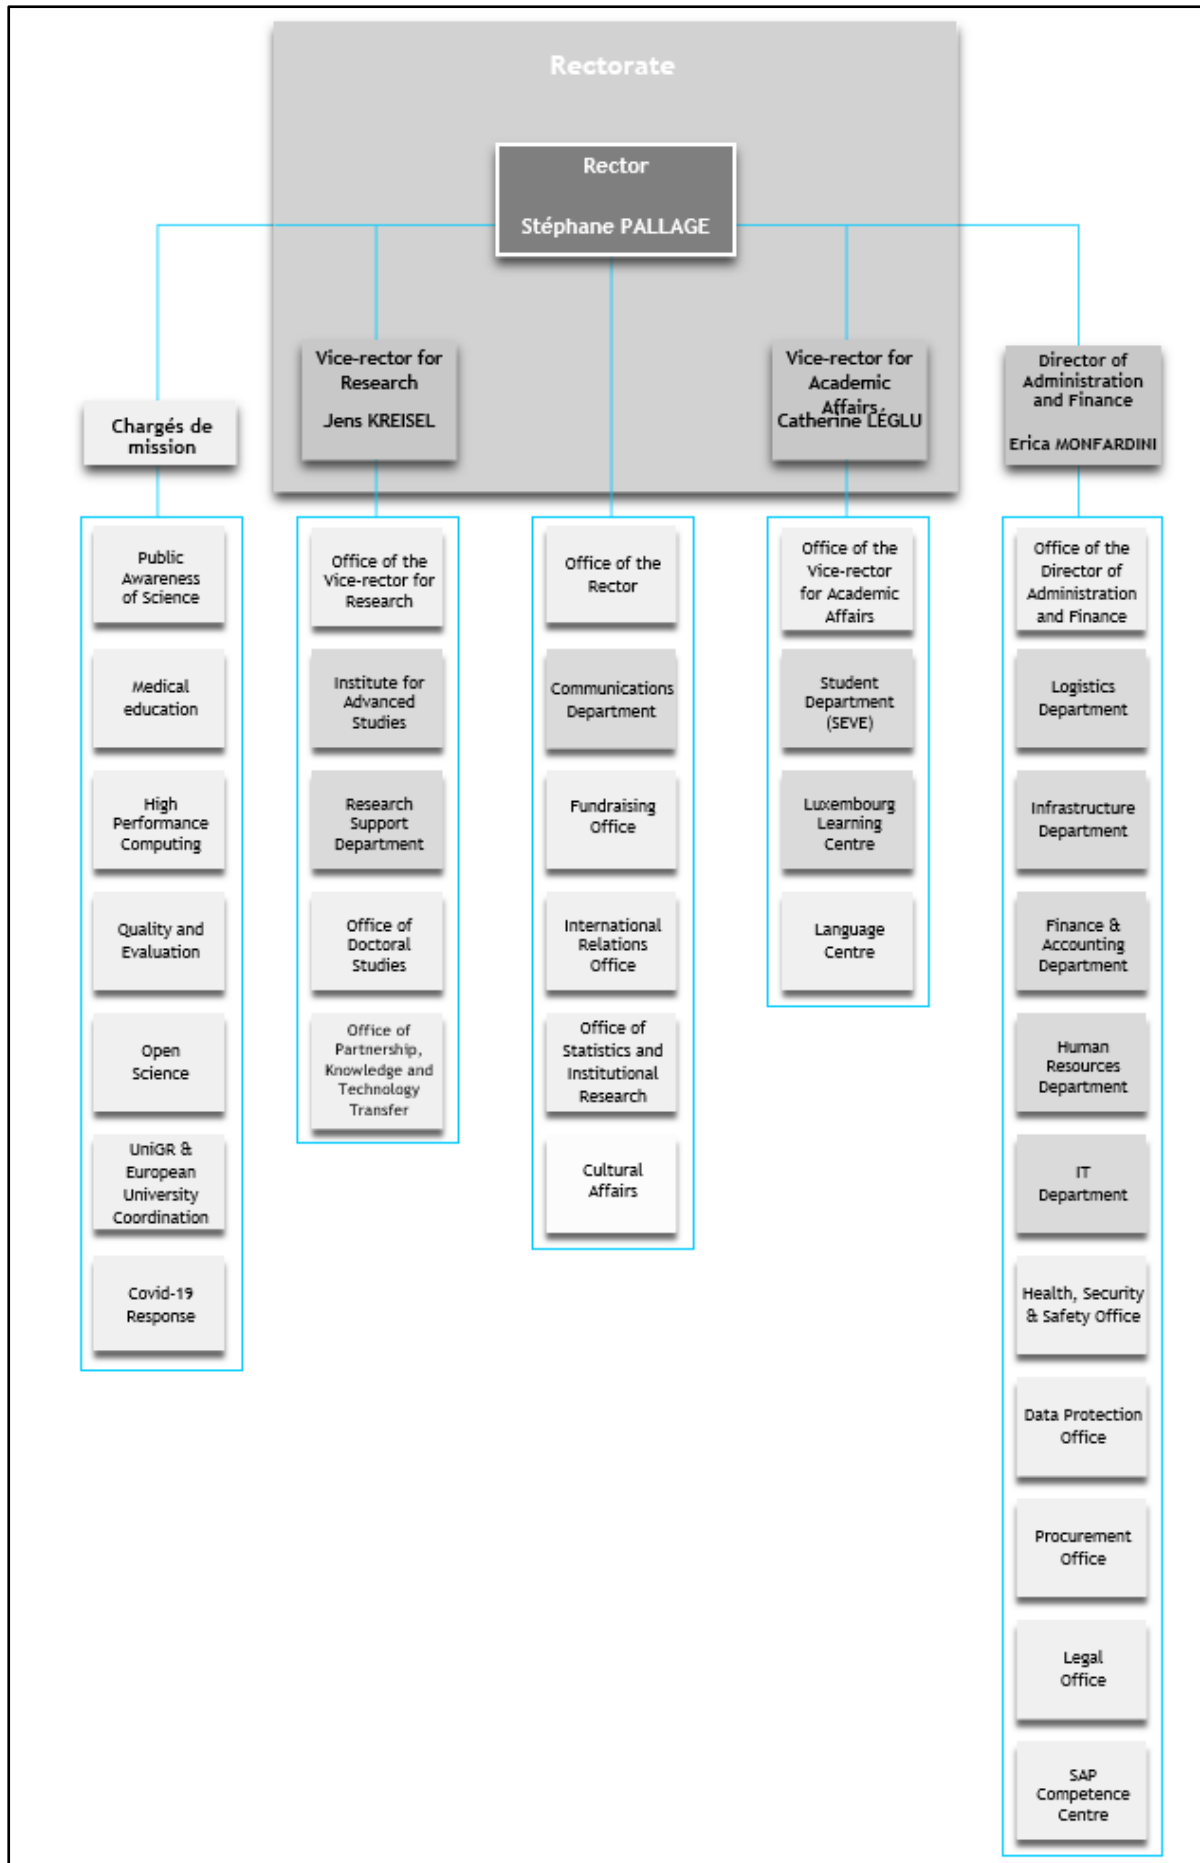 Rectorate
Rector
Stéphane PALLAGE
Chargés de
mission
Vice-rector for
Research
Jens KREISEL
Vice-rector for
Academic
Affairs
Catherine LÉGLU
Director of
Administration
and Finance
Erica MONFARDINI
Public
Awareness
of Science
Medical
education
High
Performance
Computing
Quality and
Evaluation
Open
Science
UniGR &
European
University
Coordination
Covid-19
Response
Office of the
Vice-rector for
Research
Institute for
Advanced
Studies
Research
Support
Department
Office of
Doctoral
Studies
Office of
Partnership,
Knowledge and
Technology
Transfer
Office of the
Rector
Communications
Department
Fundraising
Office
International
Relations
Office
Office of
Statistics and
Institutional
Research
Cultural
Affairs
Office of the
Vice-rector
for Academic
Affairs
Student
Department
(SEVE)
Luxembourg
Learning
Centre
Language
Centre
Office of the
Director of
Administration
and Finance
Logistics
Department
Infrastructure
Department
Finance &
Accounting
Department
Human
Resources
Department
IT
Department
Health, Security
& Safety Office
Data Protection
Office
Procurement
Office
Legal
Office
SAP
Competence
Centre